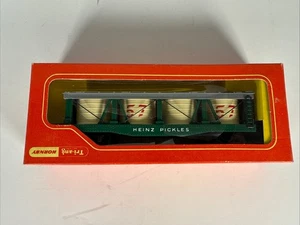 57
57
HEINZ PICKLES
Tri-ang
HORNBY